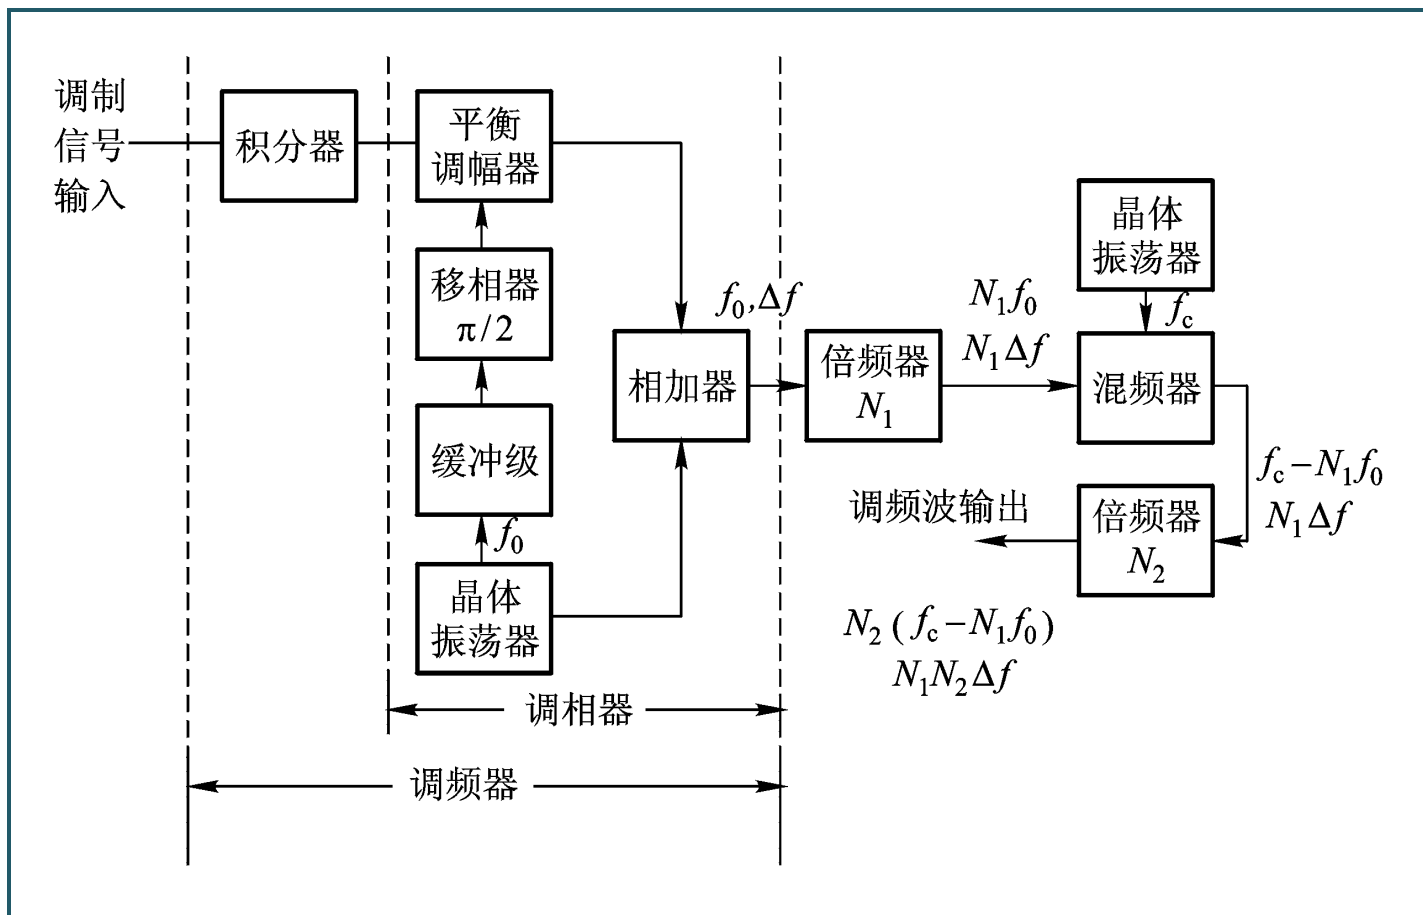 调制
信号
输入
积分器
平衡
调幅器
移相器
π/2
缓冲级
f₀
晶体
振荡器
相加器
f₀,Δf
倍频器
N₁
N₁f₀
N₁Δf
晶体
振荡器
f_c
混频器
f_c−N₁f₀
N₁Δf
倍频器
N₂
调频波输出
N₂(f_c−N₁f₀)
N₁N₂Δf
调相器
调频器